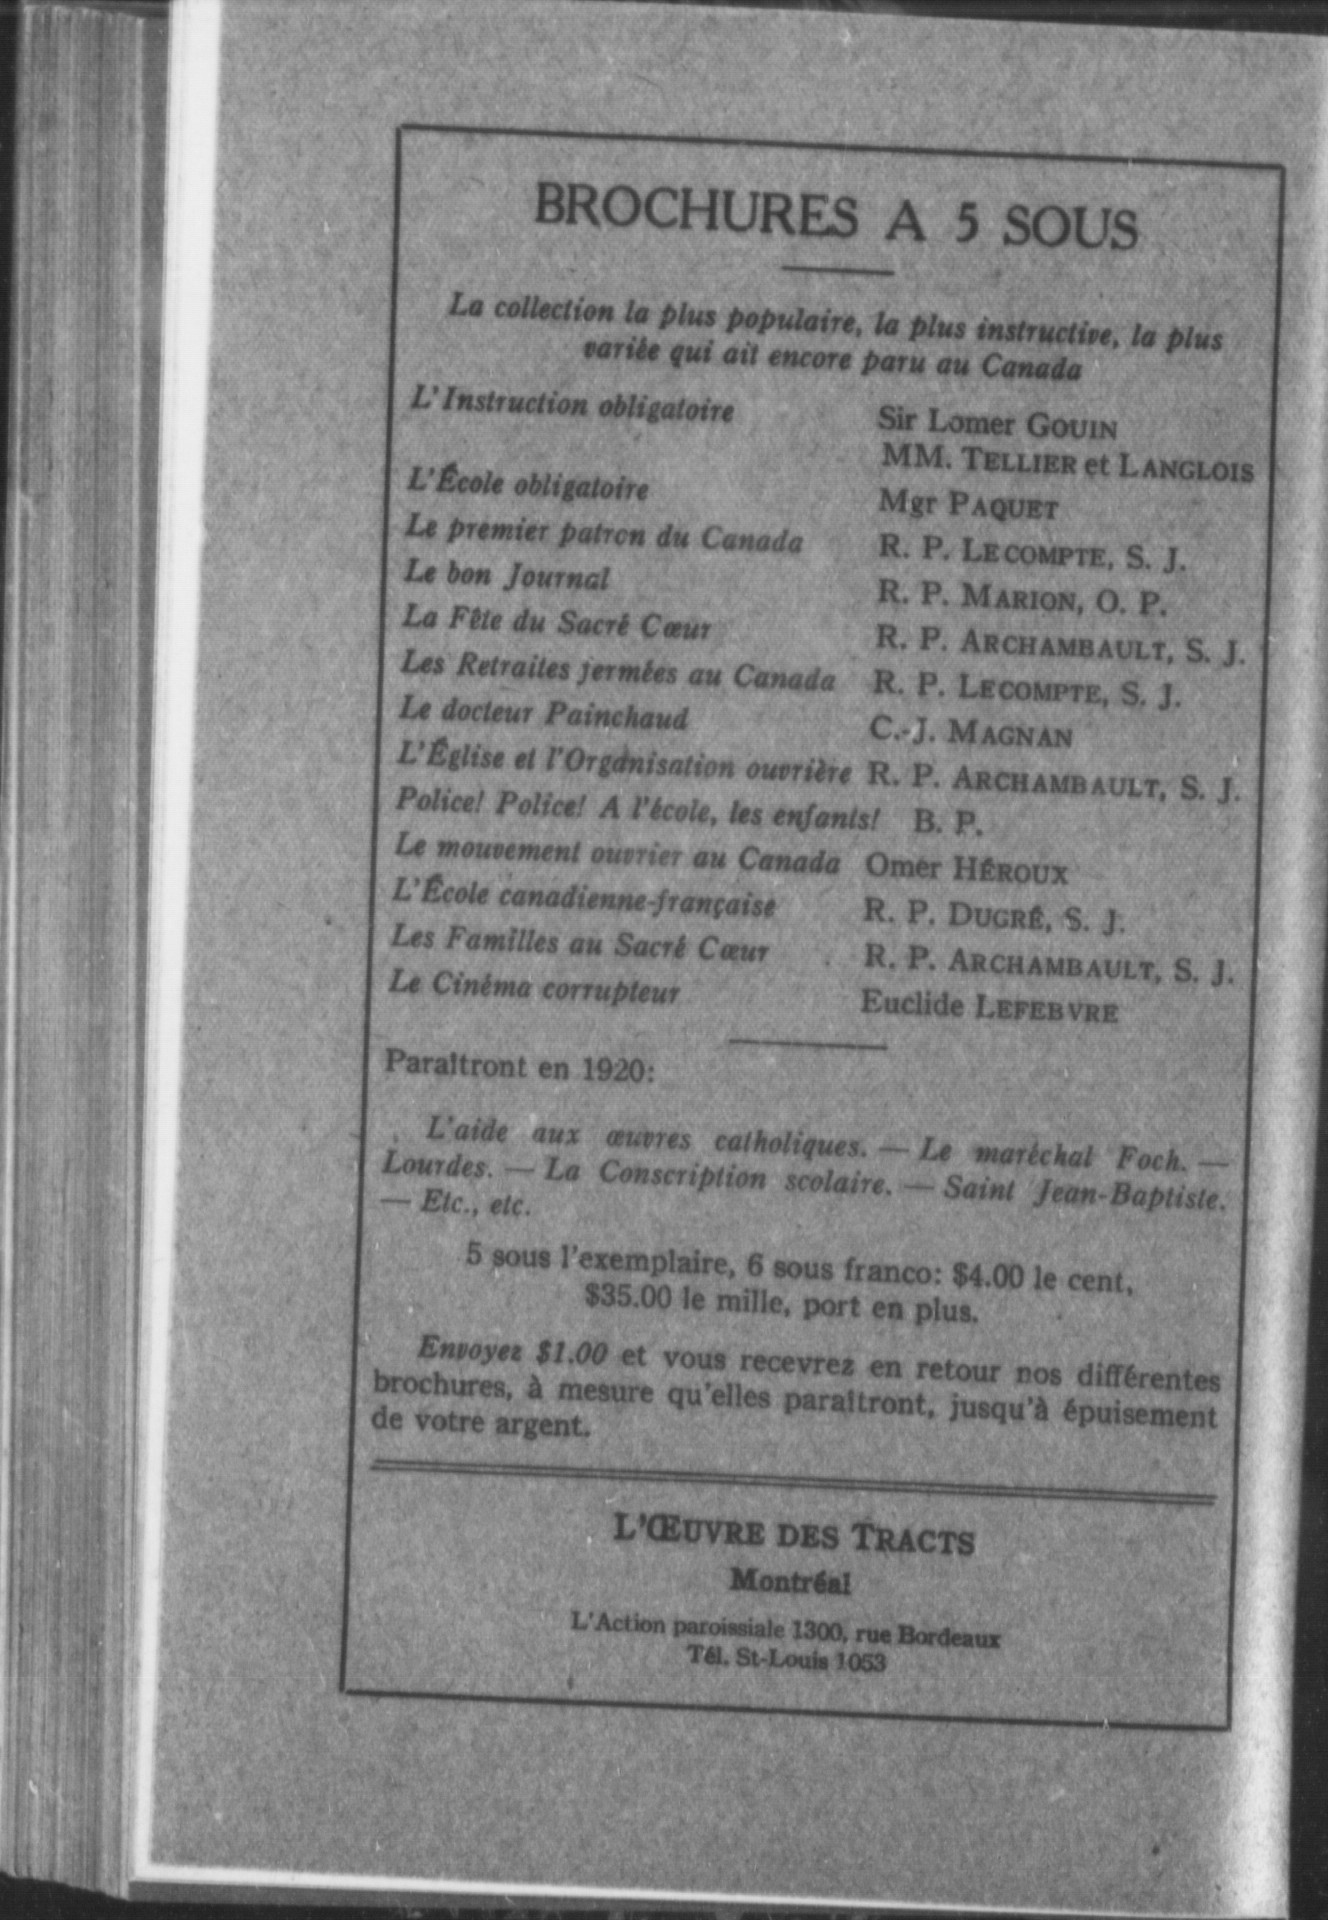 BROCHURES A 5 SOUS
La collection la plus populaire, la plus instructive, la plus
variée qui ait encore paru au Canada
L'Instruction obligatoire Sir Lomer GOUIN
MM. TELLIER et LANGLOIS
L'École obligatoire Mgr PAQUET
Le premier patron du Canada R. P. LECOMPTE, S. J.
Le bon Journal R. P. MARION, O. P.
La Fête du Sacré Cœur R. P. ARCHAMBAULT, S. J.
Les Retraites fermées au Canada R. P. LECOMPTE, S. J.
Le docteur Painchaud C.-J. MAGNAN
L'Église et l'Organisation ouvrière R. P. ARCHAMBAULT, S. J.
Police! Police! A l'école, les enfants! B. P.
Le mouvement ouvrier au Canada Omer HÉROUX
L'École canadienne-française R. P. DUGRÉ, S. J.
Les Familles au Sacré Cœur R. P. ARCHAMBAULT, S. J.
Le Cinéma corrupteur Euclide LEFEBVRE
Paraîtront en 1920:
L'aide aux œuvres catholiques. — Le maréchal Foch. —
Lourdes. — La Conscription scolaire. — Saint Jean-Baptiste.
— Etc., etc.
5 sous l'exemplaire, 6 sous franco: $4.00 le cent,
$35.00 le mille, port en plus.
Envoyez $1.00 et vous recevrez en retour nos différentes
brochures, à mesure qu'elles paraîtront, jusqu'à épuisement
de votre argent.
L'ŒUVRE DES TRACTS
Montréal
L'Action paroissiale 1300, rue Bordeaux
Tél. St-Louis 1053